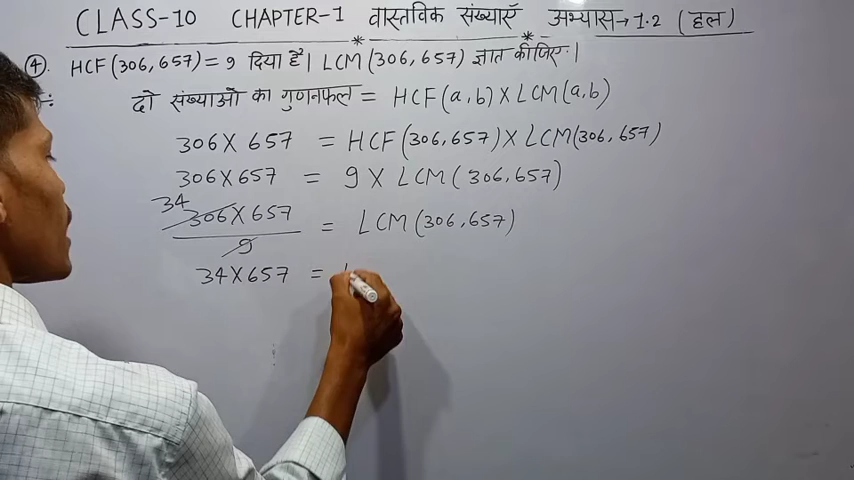 CLASS-10 CHAPTER-1 वास्तविक संख्याएँ अभ्यास→1.2 (हल)
④. HCF(306,657)=9 दिया है। LCM(306,657) ज्ञात कीजिए।
दो संख्याओं का गुणनफल = HCF(a,b)×LCM(a,b)
306×657 = HCF(306,657)×LCM(306,657)
306×657 = 9×LCM(306,657)
34
306×657 = LCM(306,657)
9
34×657 = L